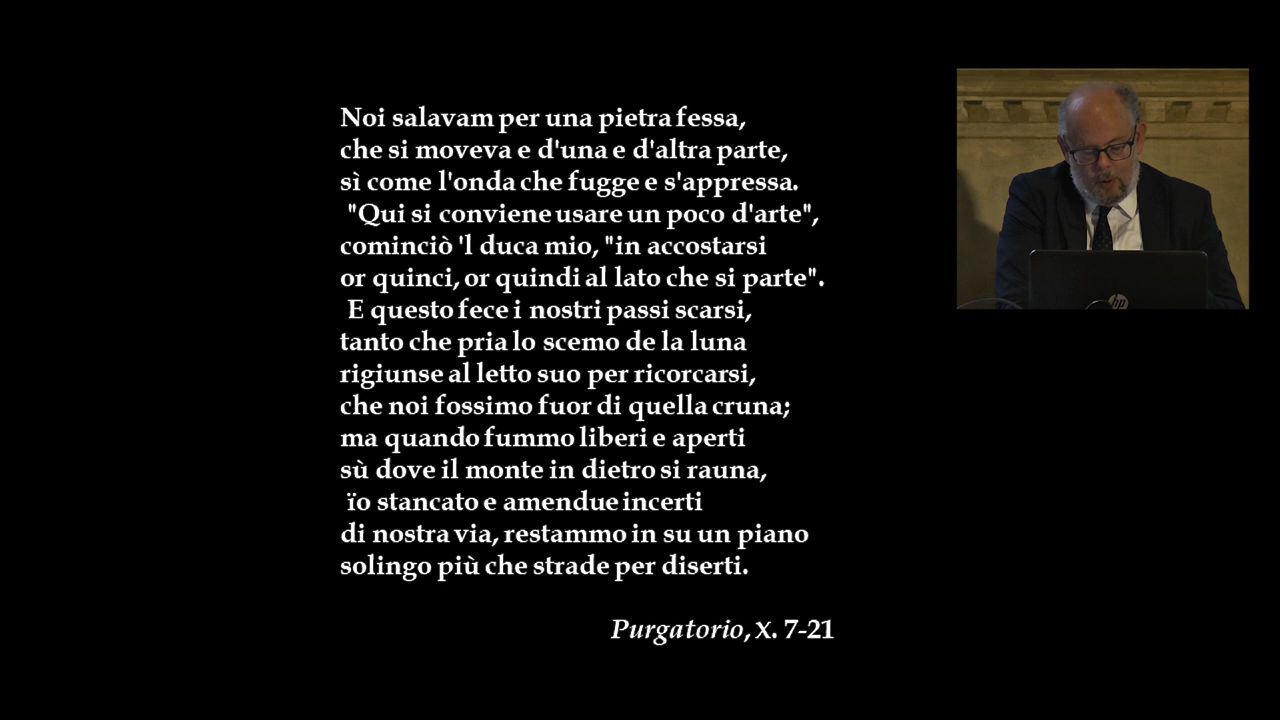 Noi salavam per una pietra fessa,
che si moveva e d'una e d'altra parte,
sì come l'onda che fugge e s'appressa.
"Qui si conviene usare un poco d'arte",
cominciò 'l duca mio, "in accostarsi
or quinci, or quindi al lato che si parte".
E questo fece i nostri passi scarsi,
tanto che pria lo scemo de la luna
rigiunse al letto suo per ricorcarsi,
che noi fossimo fuor di quella cruna;
ma quando fummo liberi e aperti
sù dove il monte in dietro si rauna,
ïo stancato e amendue incerti
di nostra via, restammo in su un piano
solingo più che strade per diserti.
Purgatorio, X. 7-21
hp